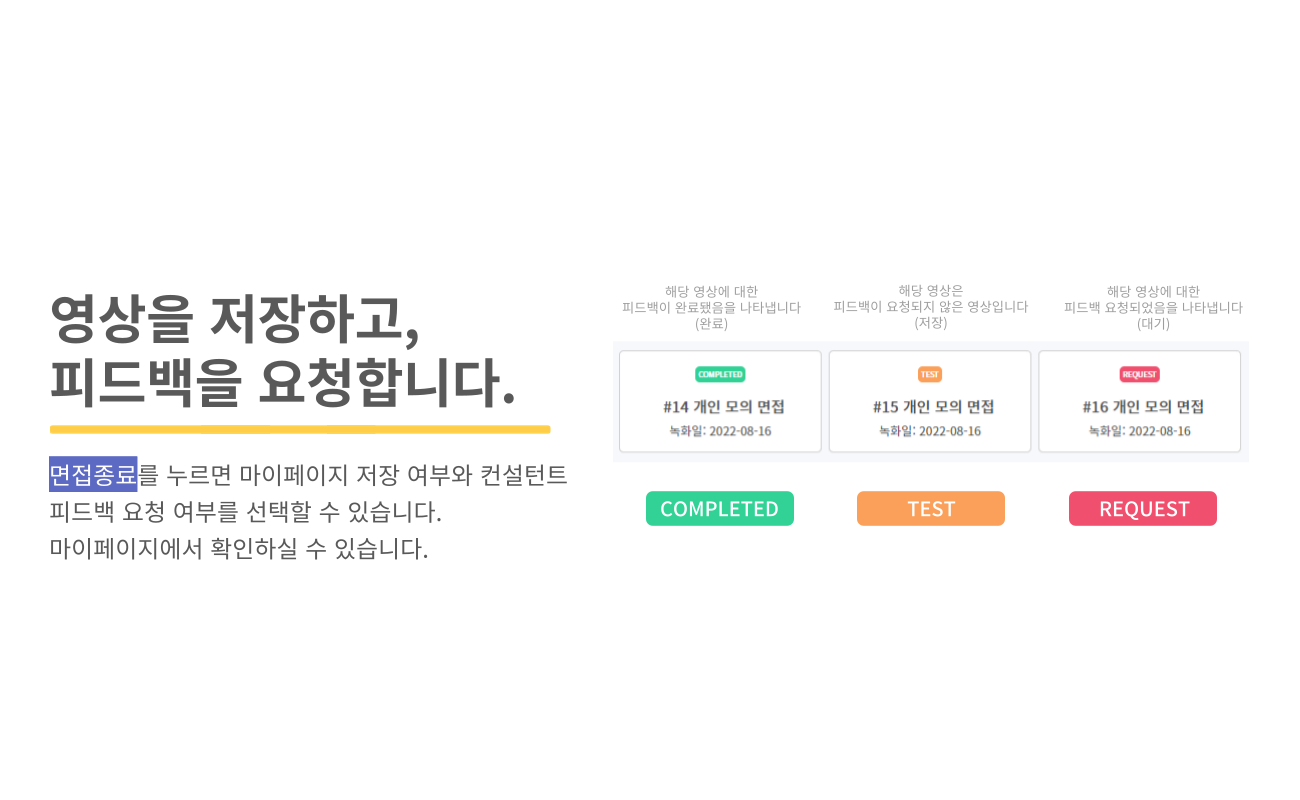 영상을 저장하고,
피드백을 요청합니다.
면접종료를 누르면 마이페이지 저장 여부와 컨설턴트
피드백 요청 여부를 선택할 수 있습니다.
마이페이지에서 확인하실 수 있습니다.
해당 영상에 대한
피드백이 완료됐음을 나타냅니다
(완료)
COMPLETED
#14 개인 모의 면접
녹화일: 2022-08-16
COMPLETED
해당 영상은
피드백이 요청되지 않은 영상입니다
(저장)
TEST
#15 개인 모의 면접
녹화일: 2022-08-16
TEST
해당 영상에 대한
피드백 요청되었음을 나타냅니다
(대기)
REQUEST
#16 개인 모의 면접
녹화일: 2022-08-16
REQUEST